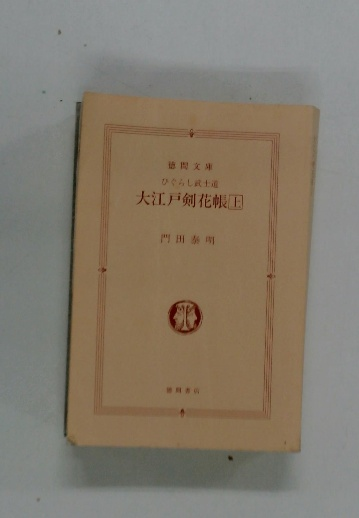 徳間文庫
ひぐらし武士道
大江戸剣花帳上
門田泰明
徳間書店